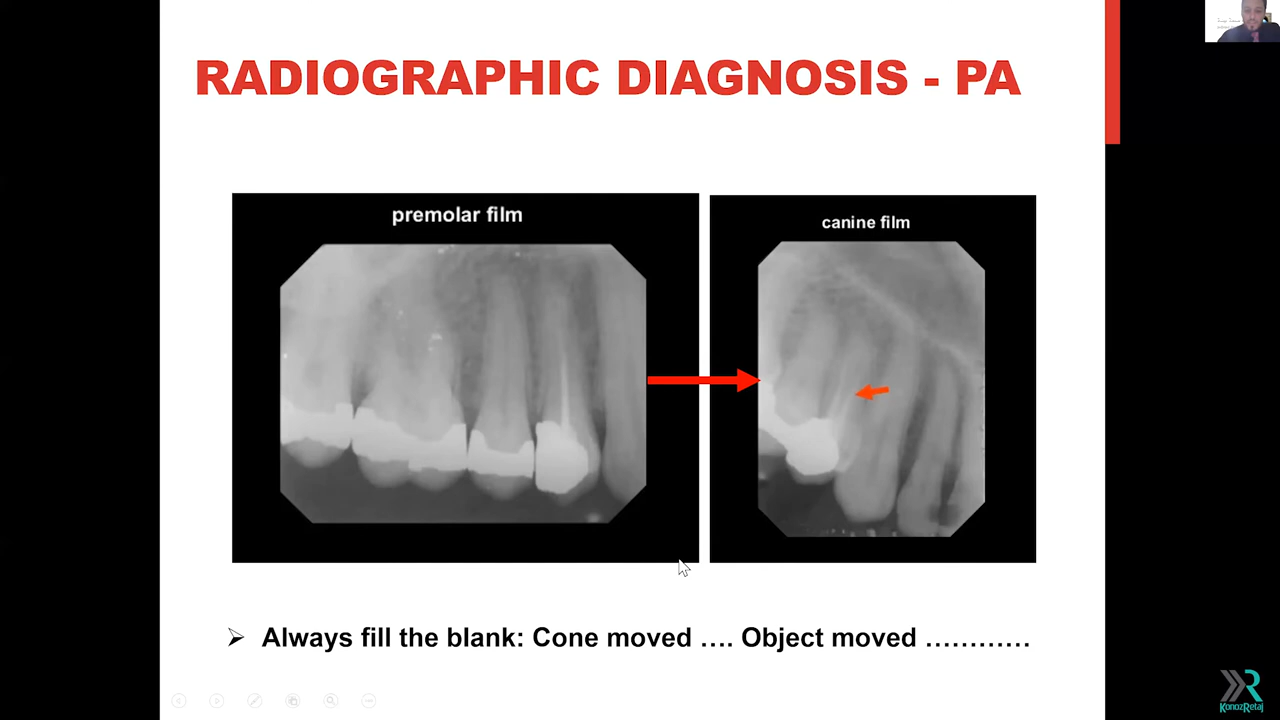 RADIOGRAPHIC DIAGNOSIS - PA
premolar film
canine film
Always fill the blank: Cone moved .... Object moved ............
KonozRetaj